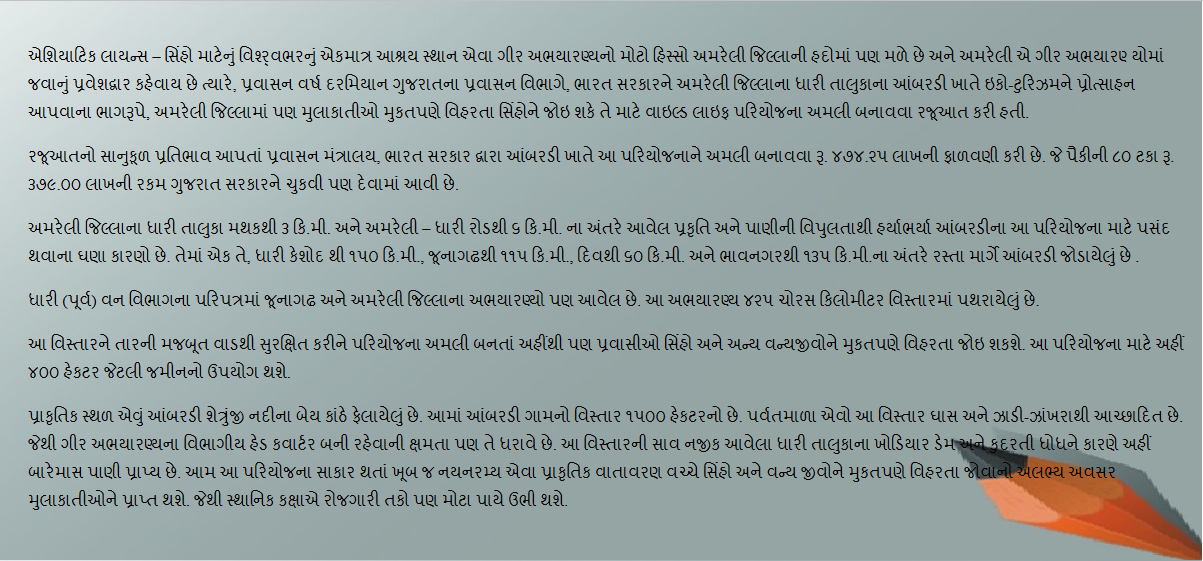 એશિયાટિક લાયન્સ – સિંહો માટેનું વિશ્ર્વભરનું એકમાત્ર આશ્રય સ્થાન એવા ગીર અભયારણ્યનો મોટો હિસ્સો અમરેલી જિલ્લાની હદોમાં પણ મળે છે અને અમરેલી એ ગીર અભયારણ યોમાં
જવાનું પ્રવેશદ્વાર કહેવાય છે ત્યારે, પ્રવાસન વર્ષ દરમિયાન ગુજરાતના પ્રવાસન વિભાગે, ભારત સરકારને અમરેલી જિલ્લાના ધારી તાલુકાના આંબરડી ખાતે ઇકો-ટુરિઝમને પ્રોત્સાહન
આપવાના ભાગરૂપે, અમરેલી જિલ્લામાં પણ મુલાકાતીઓ મુકતપણે વિહરતા સિંહોને જોઇ શકે તે માટે વાઇલ્ડ લાઇફ પરિયોજના અમલી બનાવવા રજૂઆત કરી હતી.
રજૂઆતનો સાનુકૂળ પ્રતિભાવ આપતાં પ્રવાસન મંત્રાલય, ભારત સરકાર દ્વારા આંબરડી ખાતે આ પરિયોજનાને અમલી બનાવવા રૂ. ૪૭૪.૨૫ લાખની ફાળવણી કરી છે. જે પૈકીની ૮૦ ટકા રૂ.
૩૭૯.૦૦ લાખની રકમ ગુજરાત સરકારને ચુકવી પણ દેવામાં આવી છે.
અમરેલી જિલ્લાના ધારી તાલુકા મથકથી 3 કિ.મી. અને અમરેલી – ધારી રોડથી ૬ કિ.મી. ના અંતરે આવેલ પ્રકૃતિ અને પાણીની વિપુલતાથી હર્યાભર્યા આંબરડીના આ પરિયોજના માટે પસંદ
થવાના ઘણા કારણો છે. તેમાં એક તે, ધારી કેશોદ થી ૧૫૦ કિ.મી., જૂનાગઢથી ૧૧૫ કિ.મી., દિવથી ૬૦ કિ.મી. અને ભાવનગરથી ૧૩૫ કિ.મી.ના અંતરે રસ્તા માર્ગે આંબરડી જોડાયેલું છે .
ધારી (પૂર્વ) વન વિભાગના પરિપત્રમાં જૂનાગઢ અને અમરેલી જિલ્લાના અભયારણ્યો પણ આવેલ છે. આ અભયારણ્ય ૪૨૫ ચોરસ કિલોમીટર વિસ્તારમાં પથરાયેલું છે.
આ વિસ્તારને તારની મજબૂત વાડથી સુરક્ષિત કરીને પરિયોજના અમલી બનતાં અહીંથી પણ પ્રવાસીઓ સિંહો અને અન્ય વન્યજીવોને મુકતપણે વિહરતા જોઇ શકશે. આ પરિયોજના માટે અહીં
૪૦૦ હેકટર જેટલી જમીનનો ઉપયોગ થશે.
પ્રાકૃતિક સ્થળ એવું આંબરડી શેત્રુંજી નદીના બેય કાંઠે ફેલાયેલું છે. આમાં આંબરડી ગામનો વિસ્તાર ૧૫૦૦ હેકટરનો છે. પર્વતમાળા એવો આ વિસ્તાર ઘાસ અને ઝાડી-ઝાંખરાથી આચ્છાદિત છે.
જેથી ગીર અભયારણ્યના વિભાગીય હેડ કવાર્ટર બની રહેવાની ક્ષમતા પણ તે ધરાવે છે. આ વિસ્તારની સાવ નજીક આવેલા ધારી તાલુકાના ખોડિયાર ડેમ અને કુદરતી ધોધને કારણે અહીં
બારેમાસ પાણી પ્રાપ્ય છે. આમ આ પરિયોજના સાકાર થતાં ખૂબ જ નયનરમ્ય એવા પ્રાકૃતિક વાતાવરણ વચ્ચે સિંહો અને વન્ય જીવોને મુકતપણે વિહરતા જોવાનો અલભ્ય અવસર
મુલાકાતીઓને પ્રાપ્ત થશે. જેથી સ્થાનિક કક્ષાએ રોજગારી તકો પણ મોટા પાયે ઉભી થશે.